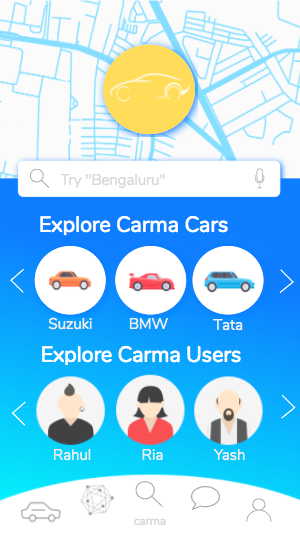 Try "Bengaluru"
Explore Carma Cars
Suzuki BMW Tata
Explore Carma Users
Rahul Ria Yash
carma